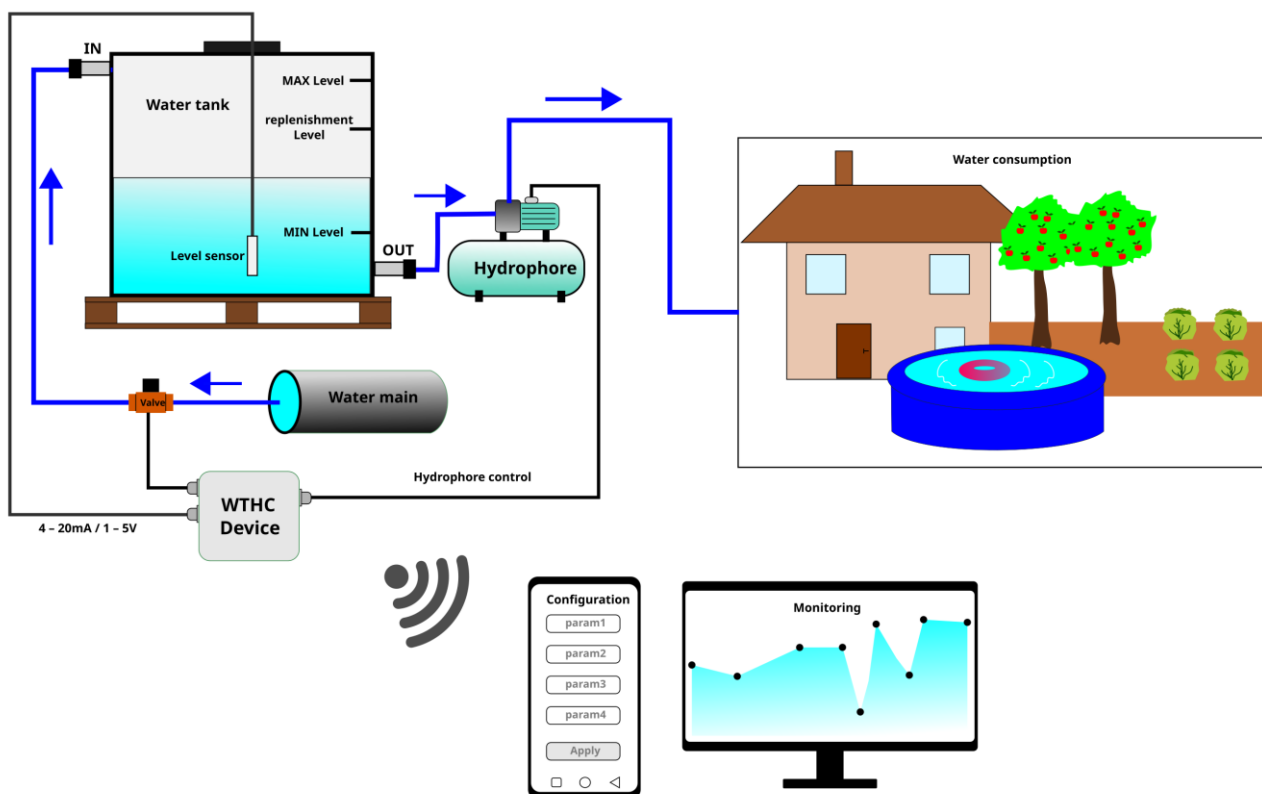 IN
MAX Level
Water tank
replenishment
Level
MIN Level
Level sensor
OUT
Hydrophore
Water consumption
Valve
Water main
WTHC
Device
Hydrophore control
4 – 20mA / 1 – 5V
Configuration
param1
param2
param3
param4
Apply
Monitoring